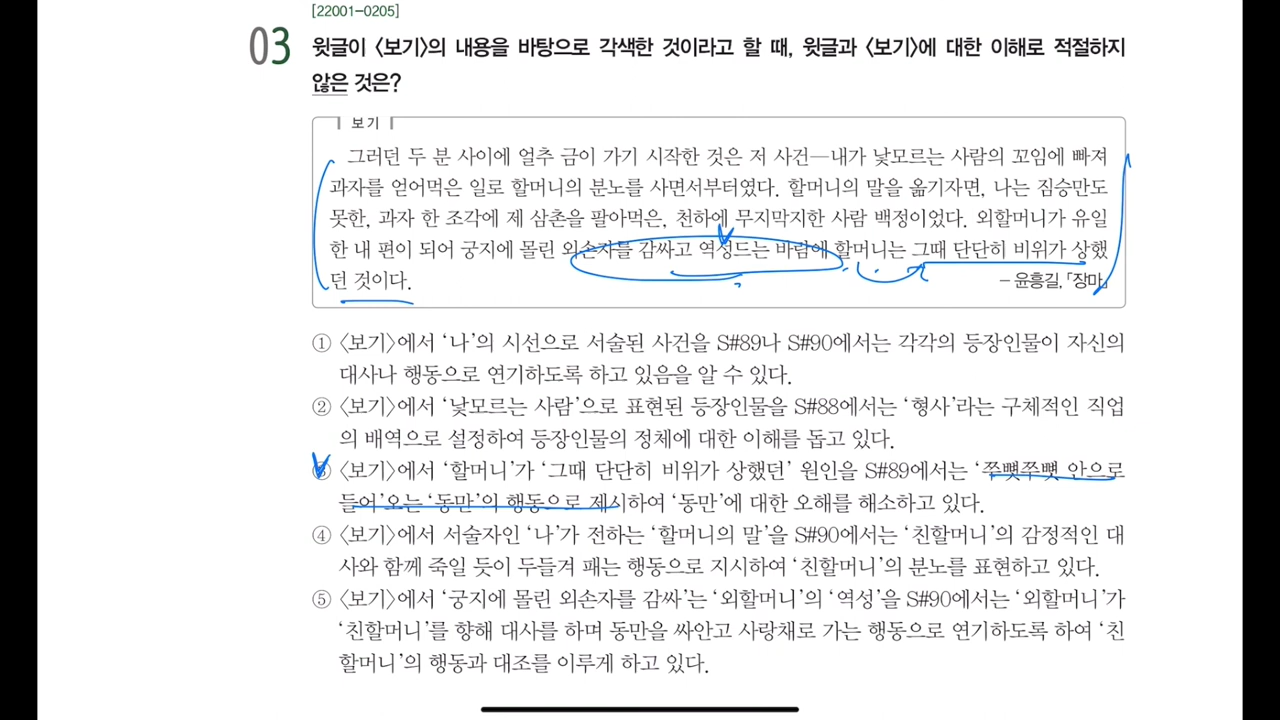 [22001-0205]
03 윗글이 〈보기〉의 내용을 바탕으로 각색한 것이라고 할 때, 윗글과 〈보기〉에 대한 이해로 적절하지
않은 것은?
보기
그러던 두 분 사이에 얼추 금이 가기 시작한 것은 저 사건—내가 낯모르는 사람의 꼬임에 빠져
과자를 얻어먹은 일로 할머니의 분노를 사면서부터였다. 할머니의 말을 옮기자면, 나는 짐승만도
못한, 과자 한 조각에 제 삼촌을 팔아먹은, 천하에 무지막지한 사람 백정이었다. 외할머니가 유일
한 내 편이 되어 궁지에 몰린 외손자를 감싸고 역성드는 바람에 할머니는 그때 단단히 비위가 상했
던 것이다.
– 윤흥길, 「장마」
① 〈보기〉에서 ‘나’의 시선으로 서술된 사건을 S#89나 S#90에서는 각각의 등장인물이 자신의
대사나 행동으로 연기하도록 하고 있음을 알 수 있다.
② 〈보기〉에서 ‘낯모르는 사람’으로 표현된 등장인물을 S#88에서는 ‘형사’라는 구체적인 직업
의 배역으로 설정하여 등장인물의 정체에 대한 이해를 돕고 있다.
③ 〈보기〉에서 ‘할머니’가 ‘그때 단단히 비위가 상했던’ 원인을 S#89에서는 ‘쭈뼛쭈뼛 안으로
들어’오는 ‘동만’의 행동으로 제시하여 ‘동만’에 대한 오해를 해소하고 있다.
④ 〈보기〉에서 서술자인 ‘나’가 전하는 ‘할머니의 말’을 S#90에서는 ‘친할머니’의 감정적인 대
사와 함께 죽일 듯이 두들겨 패는 행동으로 지시하여 ‘친할머니’의 분노를 표현하고 있다.
⑤ 〈보기〉에서 ‘궁지에 몰린 외손자를 감싸’는 ‘외할머니’의 ‘역성’을 S#90에서는 ‘외할머니’가
‘친할머니’를 향해 대사를 하며 동만을 싸안고 사랑채로 가는 행동으로 연기하도록 하여 ‘친
할머니’의 행동과 대조를 이루게 하고 있다.